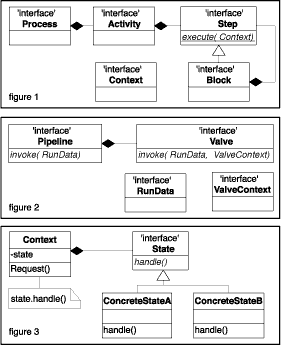 'interface'
Process
'interface'
Activity
'interface'
Step
execute( Context)
'interface'
Context
'interface'
Block
figure 1
'interface'
Pipeline
invoke( RunData)
'interface'
Valve
invoke( RunData, ValveContext)
'interface'
RunData
'interface'
ValveContext
figure 2
Context
-state
Request()
state.handle()
'interface'
State
handle()
ConcreteStateA
handle()
ConcreteStateB
handle()
figure 3